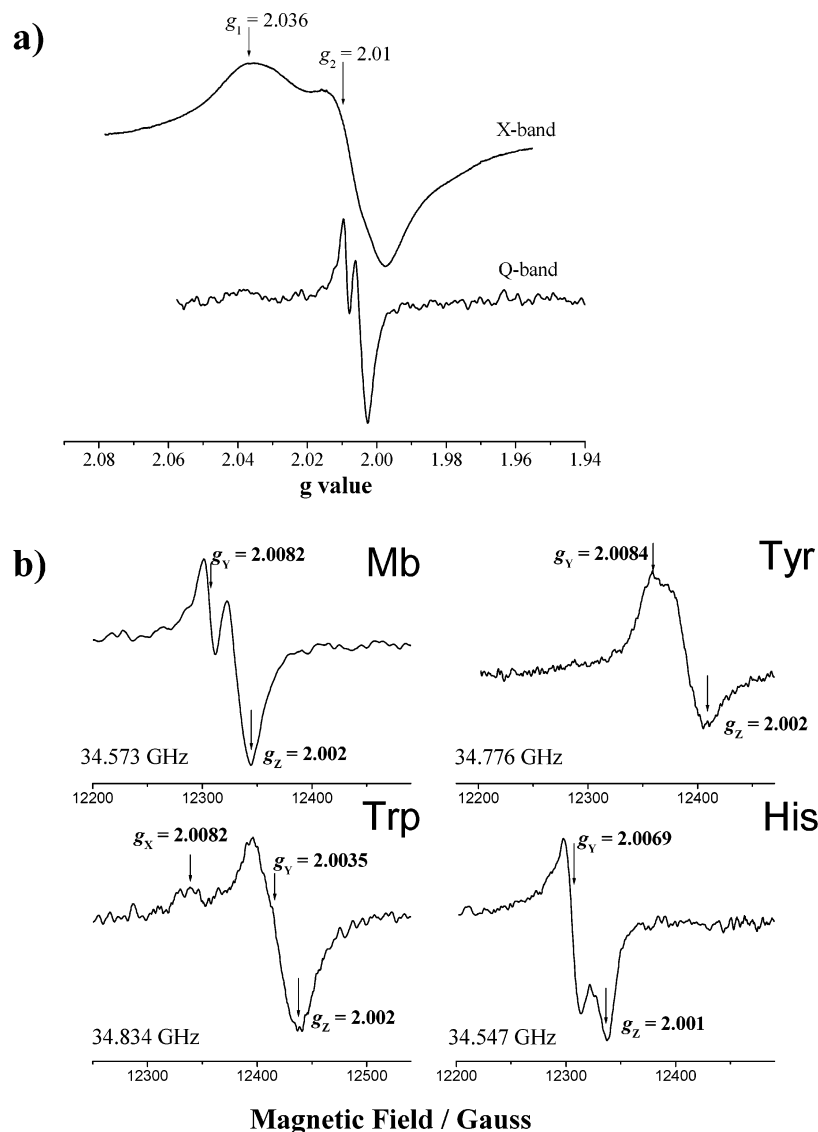 a)
g1 = 2.036
g2 = 2.01
X-band
Q-band
2.08 2.06 2.04 2.02 2.00 1.98 1.96 1.94
g value
b)
gY = 2.0082
Mb
gZ = 2.002
34.573 GHz
12200 12300 12400
gY = 2.0084
Tyr
gZ = 2.002
34.776 GHz
12200 12300 12400
Trp
gX = 2.0082
gY = 2.0035
gZ = 2.002
34.834 GHz
12300 12400 12500
His
gY = 2.0069
gZ = 2.001
34.547 GHz
12200 12300 12400
Magnetic Field / Gauss